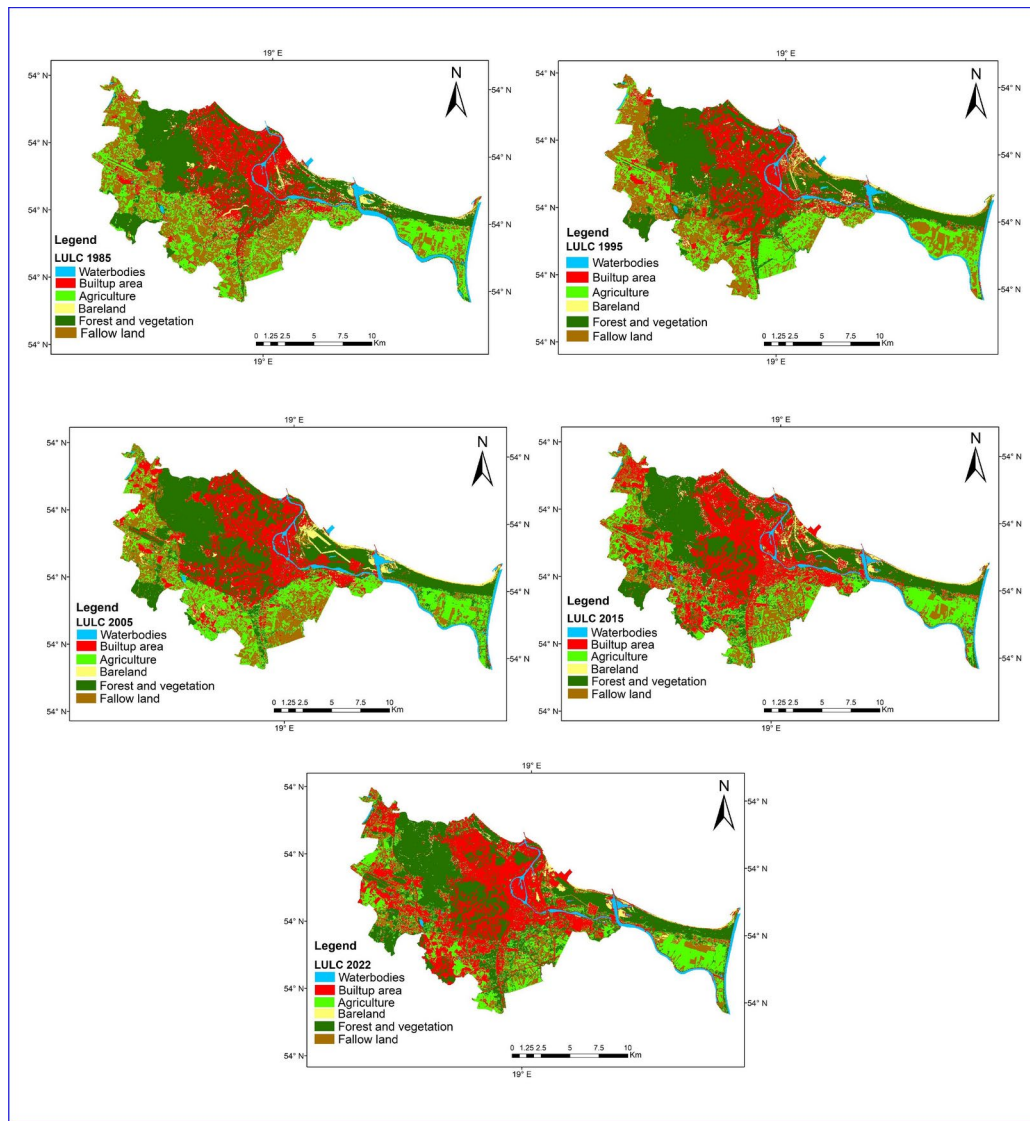 19° E
54° N
54° N
N
54° N
54° N
54° N
54° N
54° N
54° N
54° N
Legend
LULC 1985
Waterbodies
Builtup area
Agriculture
Bareland
Forest and vegetation
Fallow land
0 1.25 2.5 5 7.5 10
Km
19° E
19° E
54° N
54° N
N
54° N
54° N
54° N
54° N
54° N
54° N
54° N
Legend
LULC 1995
Waterbodies
Builtup area
Agriculture
Bareland
Forest and vegetation
Fallow land
0 1.25 2.5 5 7.5 10
Km
19° E
19° E
54° N
54° N
N
54° N
54° N
54° N
54° N
54° N
54° N
54° N
Legend
LULC 2005
Waterbodies
Builtup area
Agriculture
Bareland
Forest and vegetation
Fallow land
0 1.25 2.5 5 7.5 10
Km
19° E
19° E
54° N
54° N
N
54° N
54° N
54° N
54° N
54° N
54° N
54° N
Legend
LULC 2015
Waterbodies
Builtup area
Agriculture
Bareland
Forest and vegetation
Fallow land
0 1.25 2.5 5 7.5 10
Km
19° E
19° E
54° N
54° N
N
54° N
54° N
54° N
54° N
54° N
54° N
54° N
Legend
LULC 2022
Waterbodies
Builtup area
Agriculture
Bareland
Forest and vegetation
Fallow land
0 1.25 2.5 5 7.5 10
Km
19° E